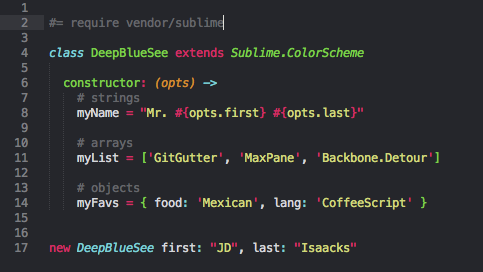 1
2 #= require vendor/sublime
3
4 class DeepBlueSee extends Sublime.ColorScheme
5
6 constructor: (opts) ->
7 # strings
8 myName = "Mr. #{opts.first} #{opts.last}"
9
10 # arrays
11 myList = ['GitGutter', 'MaxPane', 'Backbone.Detour']
12
13 # objects
14 myFavs = { food: 'Mexican', lang: 'CoffeeScript' }
15
16
17 new DeepBlueSee first: "JD", last: "Isaacks"